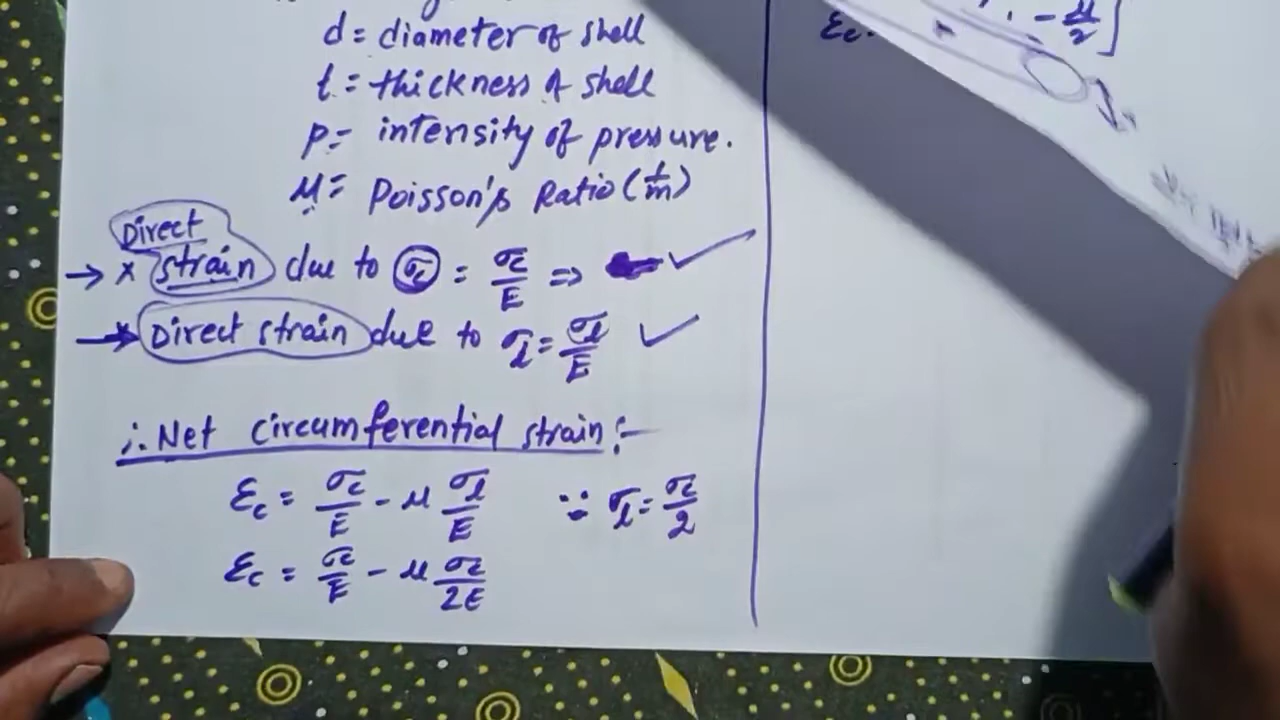 d = diameter of shell
t = thickness of shell
p = intensity of pressure.
μ = Poisson's Ratio (1/m)
Direct
→ × strain due to σc = σc/E ⇒ ✓
→ × Direct strain due to σl = σl/E ✓
∴ Net circumferential strain :-
εc = σc/E - μ σl/E ∵ σl = σc/2
εc = σc/E - μ σc/2E
- μ/2]
εc